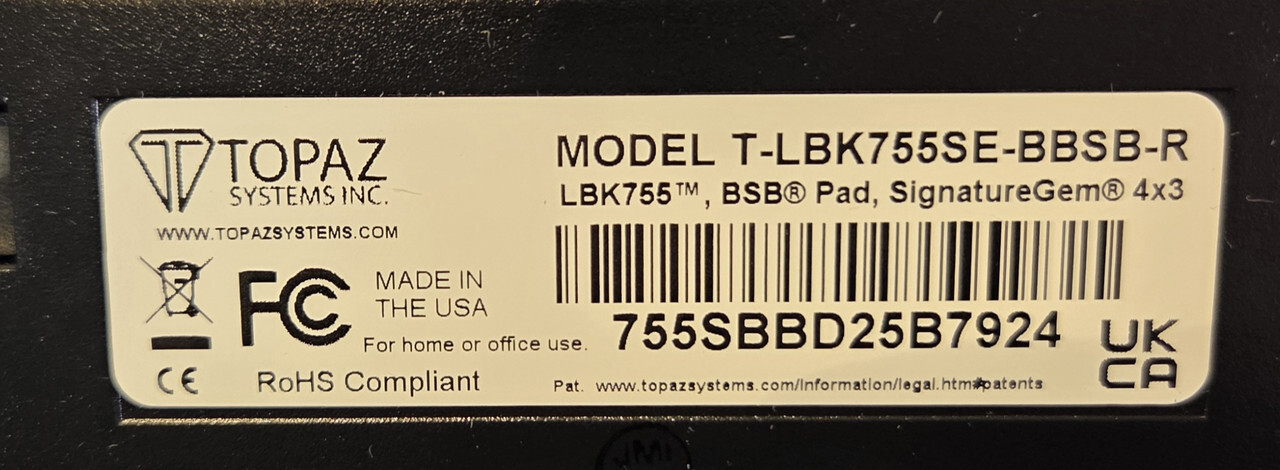 TOPAZ
SYSTEMS INC.
WWW.TOPAZSYSTEMS.COM
FC
MADE IN
THE USA
For home or office use.
CE
RoHS Compliant
MODEL T-LBK755SE-BBSB-R
LBK755™, BSB® Pad, SignatureGem® 4x3
755SBBD25B7924
UK
CA
Pat. www.topazsystems.com/information/legal.htm#patents